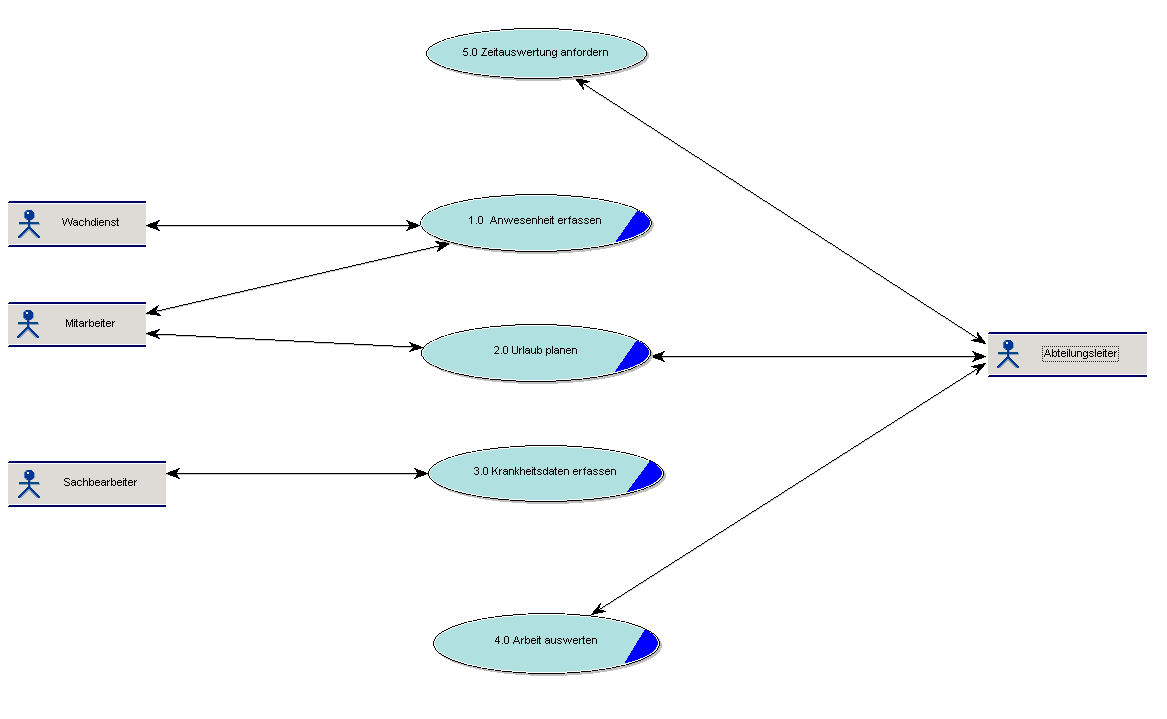 5.0 Zeitauswertung anfordern
Wachdienst
1.0 Anwesenheit erfassen
Mitarbeiter
2.0 Urlaub planen
Abteilungsleiter
3.0 Krankheitsdaten erfassen
Sachbearbeiter
4.0 Arbeit auswerten